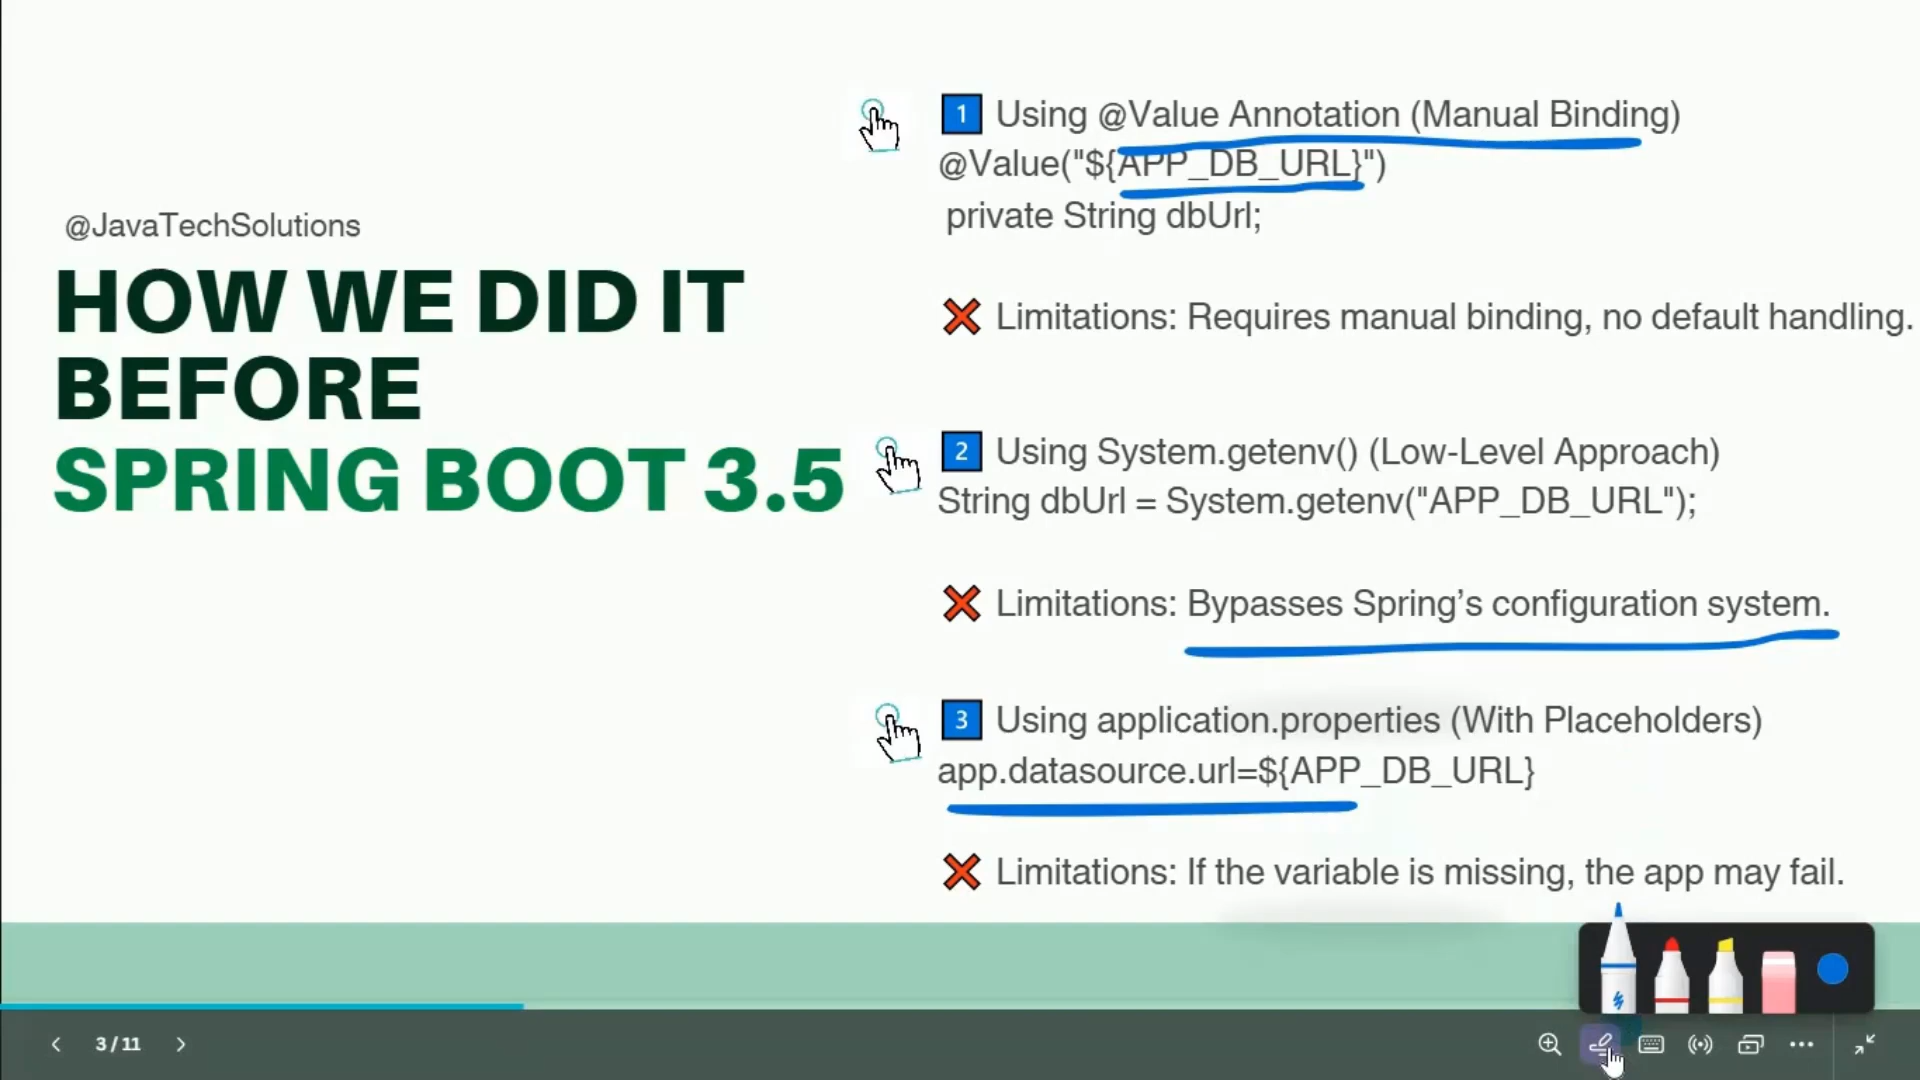 @JavaTechSolutions
HOW WE DID IT
BEFORE
SPRING BOOT 3.5
1 Using @Value Annotation (Manual Binding)
@Value("${APP_DB_URL}")
private String dbUrl;
❌ Limitations: Requires manual binding, no default handling.
2 Using System.getenv() (Low-Level Approach)
String dbUrl = System.getenv("APP_DB_URL");
❌ Limitations: Bypasses Spring’s configuration system.
3 Using application.properties (With Placeholders)
app.datasource.url=${APP_DB_URL}
❌ Limitations: If the variable is missing, the app may fail.
3 / 11